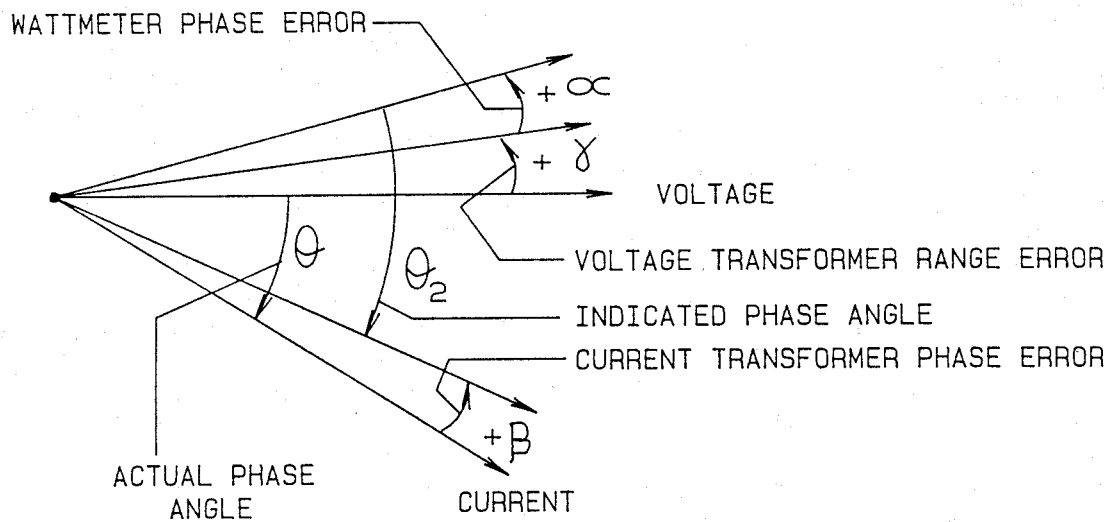 WATTMETER PHASE ERROR
+ α
+ γ
VOLTAGE
θ
VOLTAGE TRANSFORMER RANGE ERROR
θ₂
INDICATED PHASE ANGLE
CURRENT TRANSFORMER PHASE ERROR
+β
ACTUAL PHASE
ANGLE
CURRENT